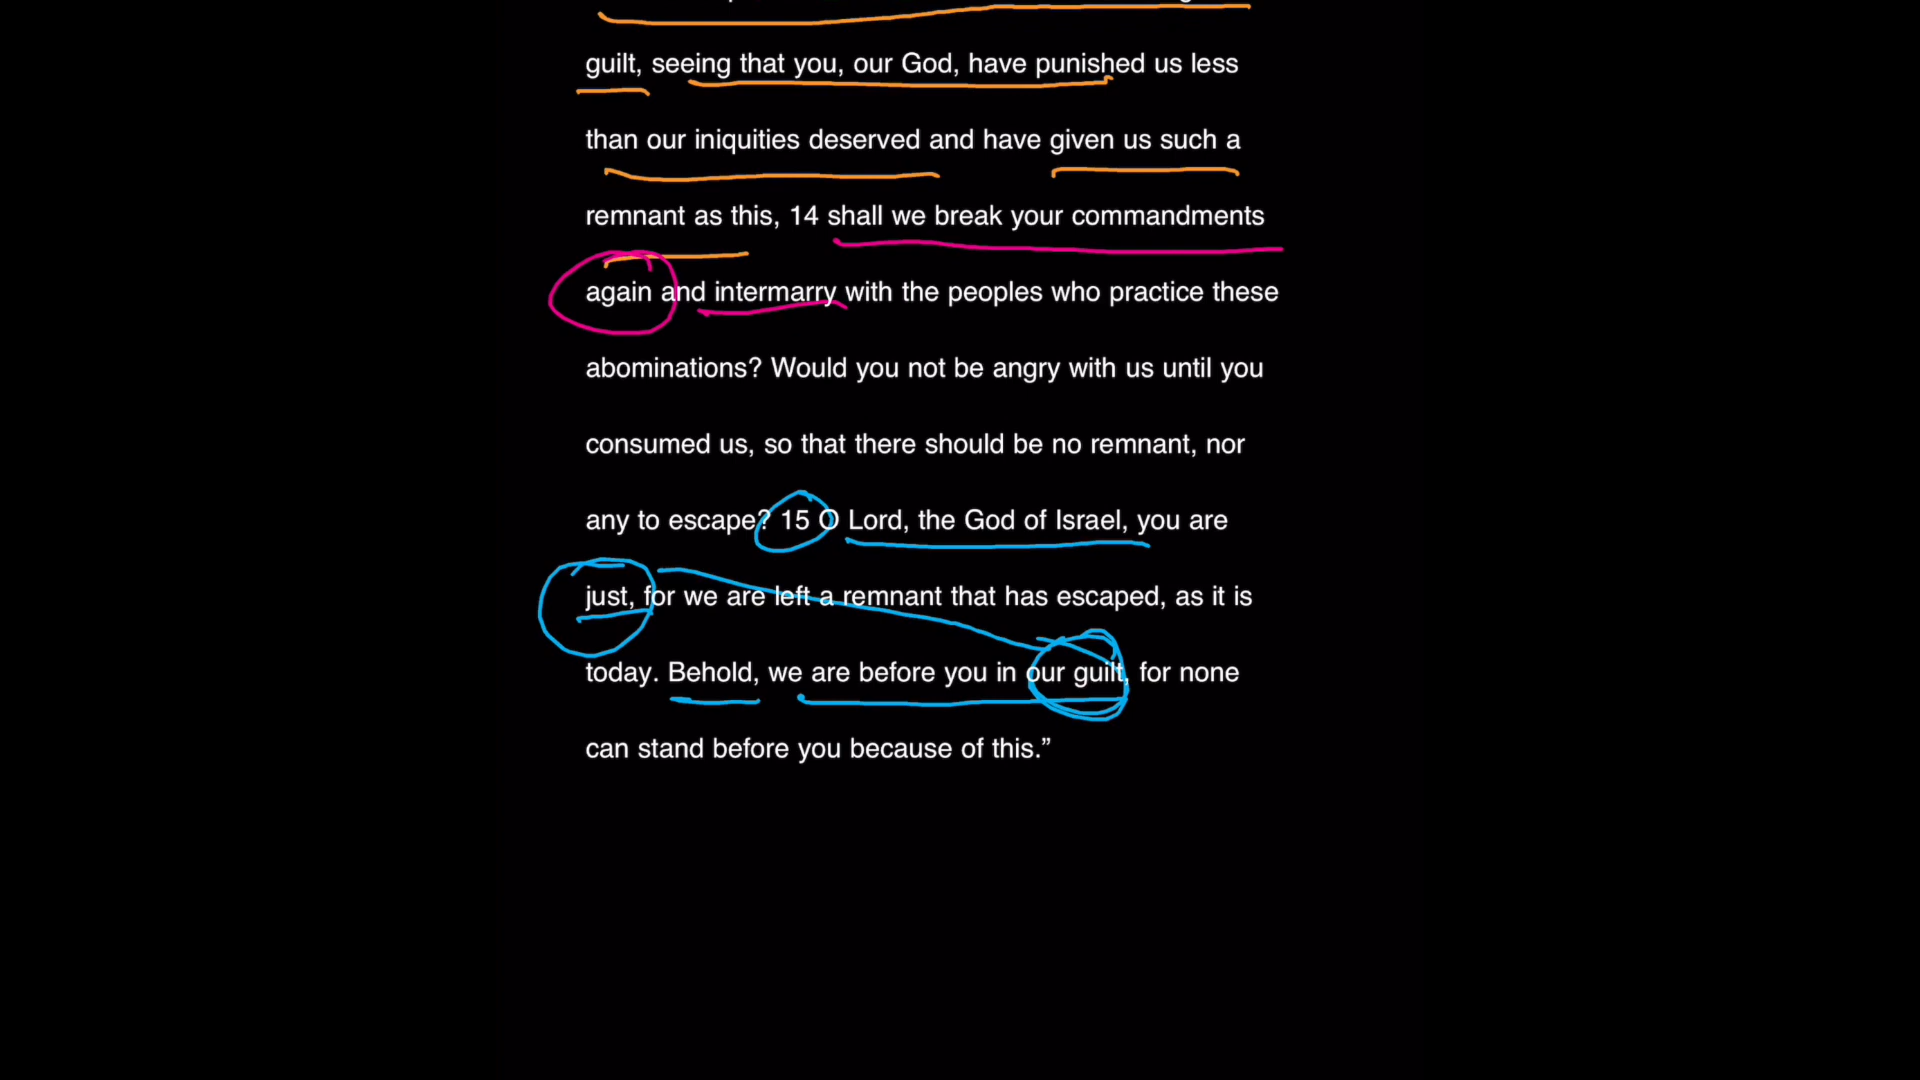 guilt, seeing that you, our God, have punished us less
than our iniquities deserved and have given us such a
remnant as this, 14 shall we break your commandments
again and intermarry with the peoples who practice these
abominations? Would you not be angry with us until you
consumed us, so that there should be no remnant, nor
any to escape? 15 O Lord, the God of Israel, you are
just, for we are left a remnant that has escaped, as it is
today. Behold, we are before you in our guilt, for none
can stand before you because of this.”